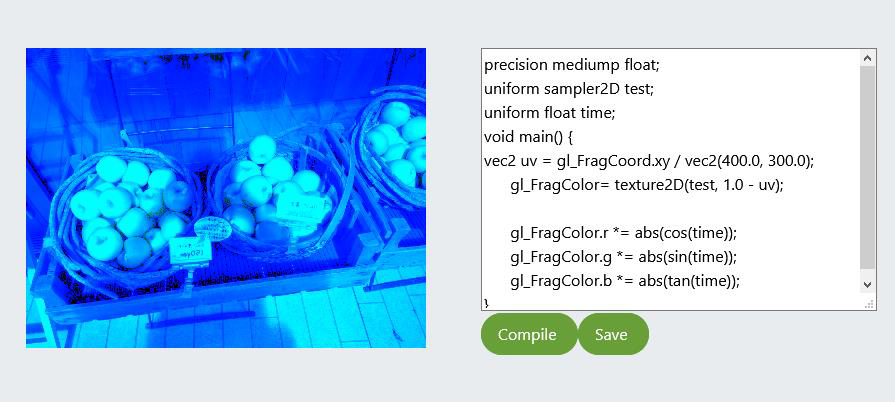 precision mediump float;
uniform sampler2D test;
uniform float time;
void main() {
vec2 uv = gl_FragCoord.xy / vec2(400.0, 300.0);
gl_FragColor= texture2D(test, 1.0 - uv);
gl_FragColor.r *= abs(cos(time));
gl_FragColor.g *= abs(sin(time));
gl_FragColor.b *= abs(tan(time));
}
Compile Save